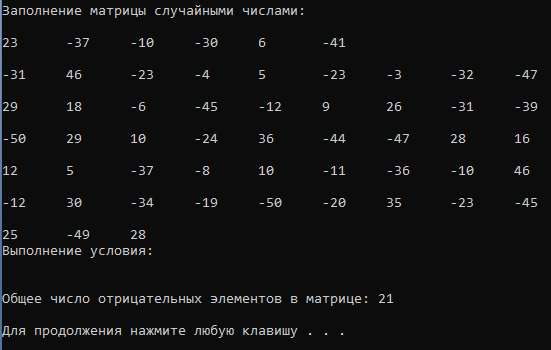 Заполнение матрицы случайными числами:
23 -37 -10 -30 6 -41
-31 46 -23 -4 5 -23 -3 -32 -47
29 18 -6 -45 -12 9 26 -31 -39
-50 29 10 -24 36 -44 -47 28 16
12 5 -37 -8 10 -11 -36 -10 46
-12 30 -34 -19 -50 -20 35 -23 -45
25 -49 28
Выполнение условия:
Общее число отрицательных элементов в матрице: 21
Для продолжения нажмите любую клавишу . . .